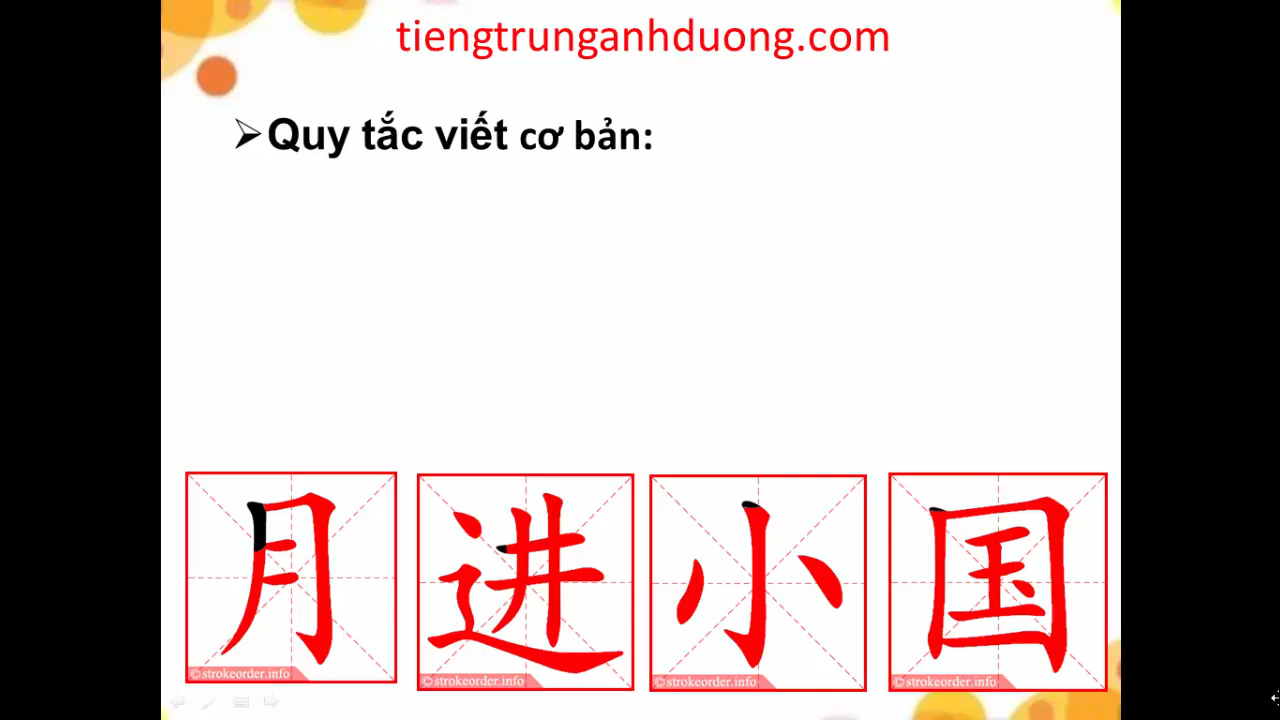 tiengtrunganhduong.com
➢Quy tắc viết cơ bản:
月 进 小 国
©strokeorder.info ©strokeorder.info ©strokeorder.info ©strokeorder.info